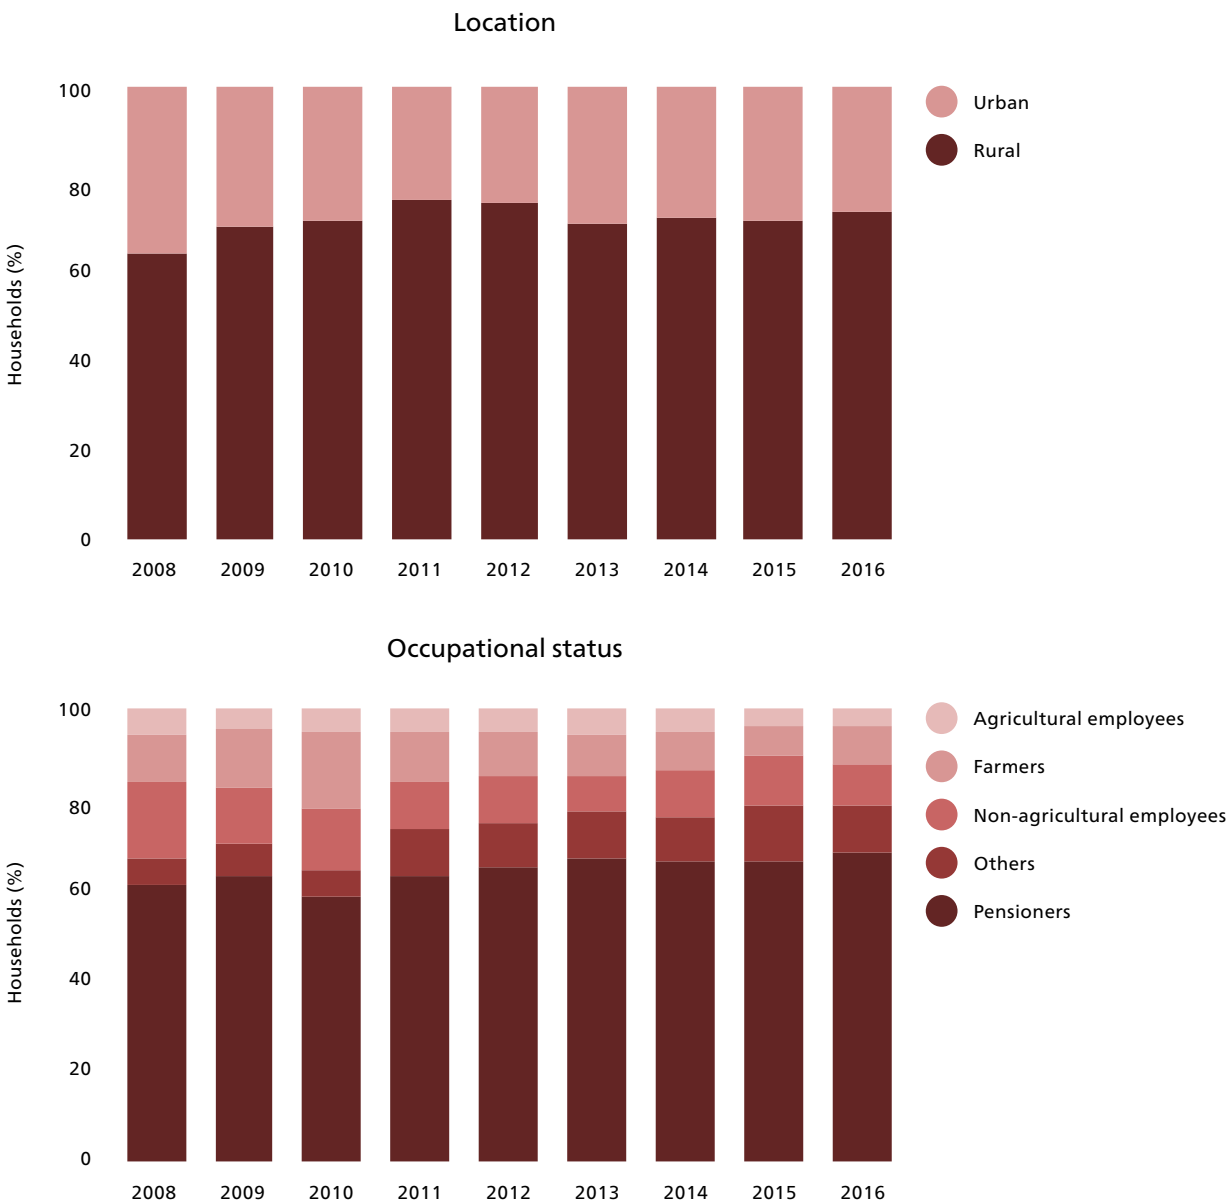 Location
100
80
60
40
20
0
Households (%)
2008 2009 2010 2011 2012 2013 2014 2015 2016
Urban
Rural
Occupational status
100
80
60
40
20
0
Households (%)
2008 2009 2010 2011 2012 2013 2014 2015 2016
Agricultural employees
Farmers
Non-agricultural employees
Others
Pensioners